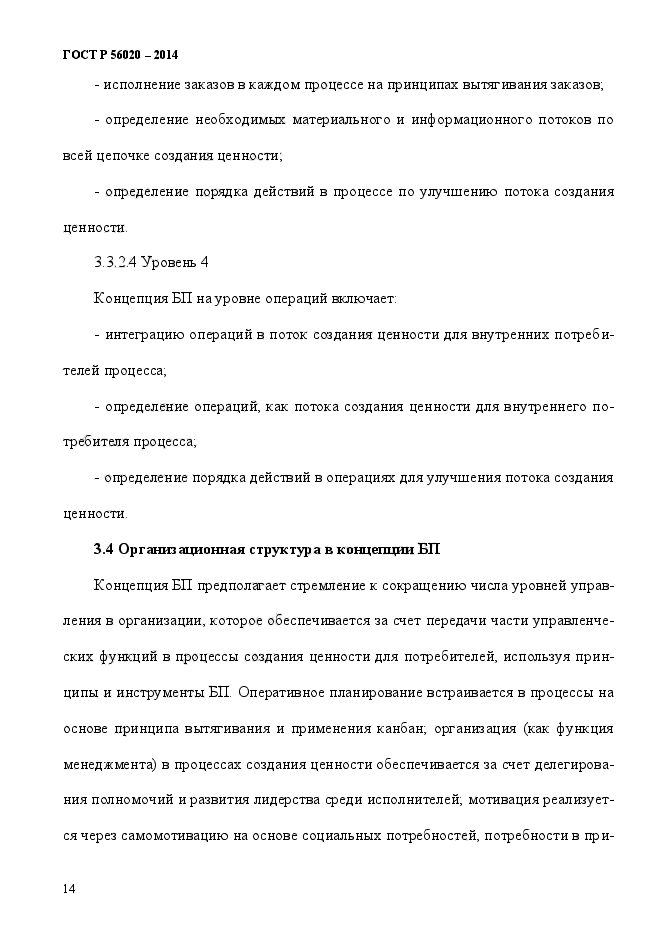 ГОСТ Р 56020 – 2014
- исполнение заказов в каждом процессе на принципах вытягивания заказов;
- определение необходимых материального и информационного потоков по
всей цепочке создания ценности;
- определение порядка действий в процессе по улучшению потока создания
ценности.
3.3.2.4 Уровень 4
Концепция БП на уровне операций включает:
- интеграцию операций в поток создания ценности для внутренних потреби-
телей процесса;
- определение операций, как потока создания ценности для внутреннего по-
требителя процесса;
- определение порядка действий в операциях для улучшения потока создания
ценности.
3.4 Организационная структура в концепции БП
Концепция БП предполагает стремление к сокращению числа уровней управ-
ления в организации, которое обеспечивается за счет передачи части управленче-
ских функций в процессы создания ценности для потребителей, используя прин-
ципы и инструменты БП. Оперативное планирование встраивается в процессы на
основе принципа вытягивания и применения канбан; организация (как функция
менеджмента) в процессах создания ценности обеспечивается за счет делегирова-
ния полномочий и развития лидерства среди исполнителей; мотивация реализует-
ся через самомотивацию на основе социальных потребностей, потребности в при-
14